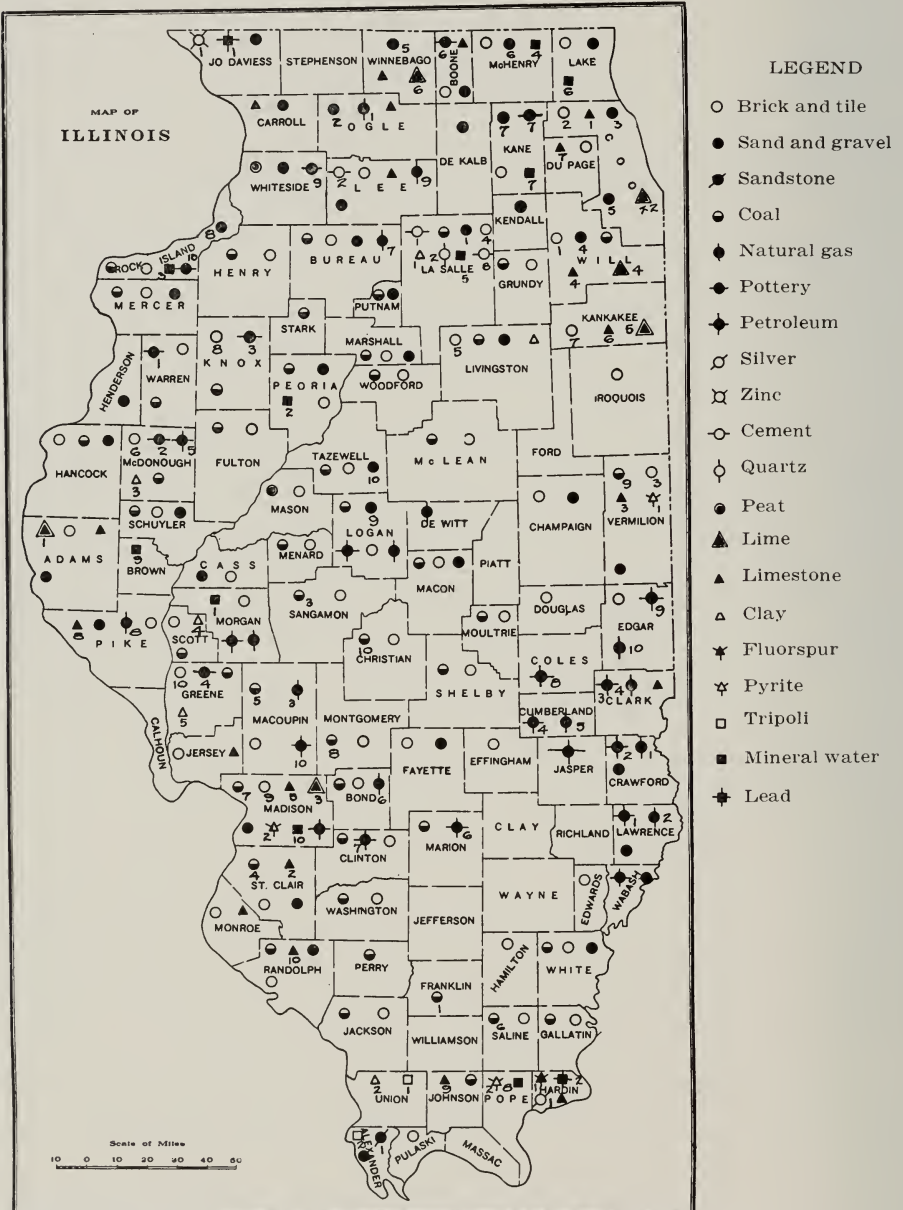 MAP OF
ILLINOIS
JO DAVIESS
STEPHENSON
WINNEBAGO
BOONE
McHENRY
LAKE
CARROLL
OGLE
DE KALB
KANE
DU PAGE
WHITESIDE
LEE
KENDALL
ROCK ISLAND
HENRY
BUREAU
LA SALLE
GRUNDY
WILL
MERCER
PUTNAM
STARK
MARSHALL
KANKAKEE
HENDERSON
WARREN
KNOX
PEORIA
WOODFORD
LIVINGSTON
IROQUOIS
HANCOCK
McDONOUGH
FULTON
TAZEWELL
McLEAN
FORD
SCHUYLER
MASON
LOGAN
DE WITT
CHAMPAIGN
VERMILION
ADAMS
BROWN
CASS
MENARD
MACON
PIATT
PIKE
SCOTT
MORGAN
SANGAMON
CHRISTIAN
MOULTRIE
DOUGLAS
EDGAR
COLES
GREENE
MACOUPIN
MONTGOMERY
SHELBY
CUMBERLAND
CLARK
CALHOUN
JERSEY
FAYETTE
EFFINGHAM
JASPER
CRAWFORD
MADISON
BOND
CLAY
RICHLAND
LAWRENCE
CLINTON
MARION
ST. CLAIR
WAYNE
EDWARDS
WABASH
MONROE
WASHINGTON
JEFFERSON
RANDOLPH
PERRY
HAMILTON
WHITE
FRANKLIN
JACKSON
WILLIAMSON
SALINE
GALLATIN
UNION
JOHNSON
POPE
HARDIN
ALEXANDER
PULASKI
MASSAC
Scale of Miles
10 0 10 20 30 40 50
LEGEND
Brick and tile
Sand and gravel
Sandstone
Coal
Natural gas
Pottery
Petroleum
Silver
Zinc
Cement
Quartz
Peat
Lime
Limestone
Clay
Fluorspur
Pyrite
Tripoli
Mineral water
Lead